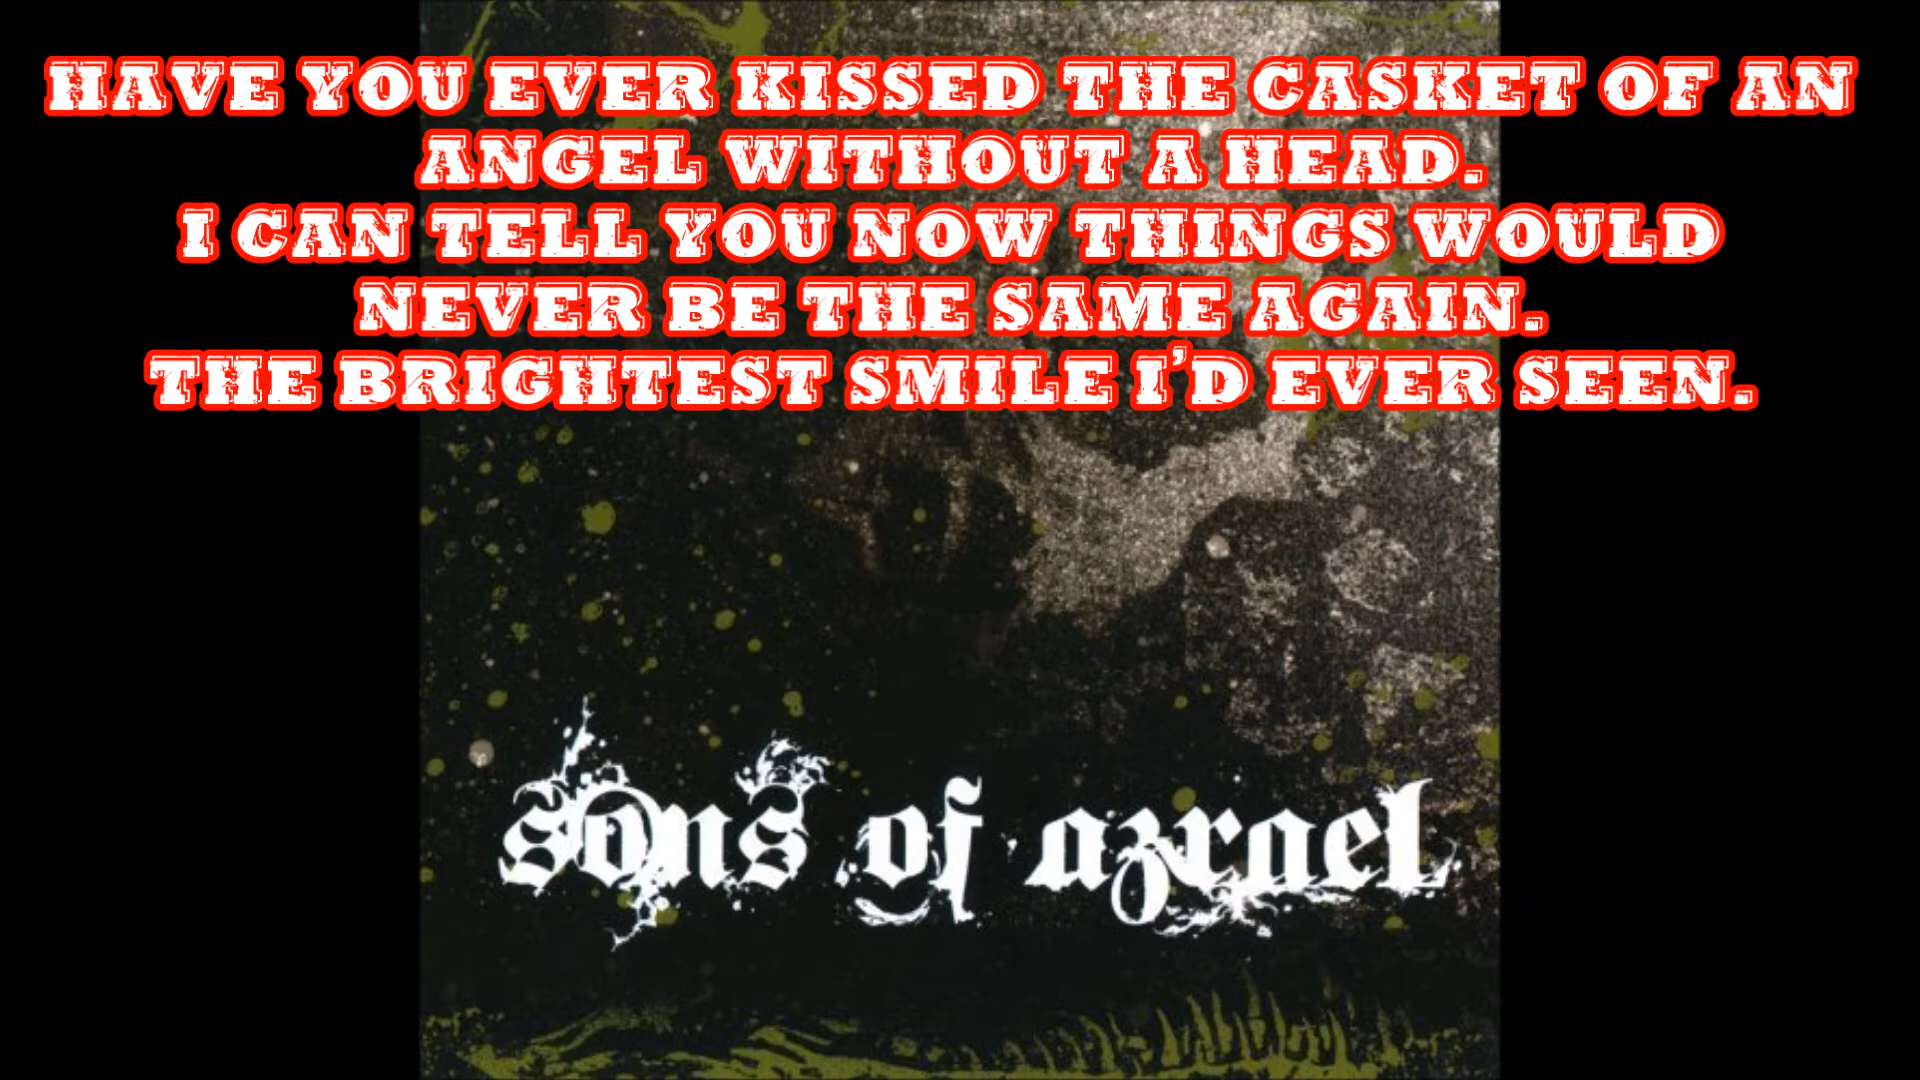 HAVE YOU EVER KISSED THE CASKET OF AN
ANGEL WITHOUT A HEAD.
I CAN TELL YOU NOW THINGS WOULD
NEVER BE THE SAME AGAIN.
THE BRIGHTEST SMILE I'D EVER SEEN.
sons of azrael